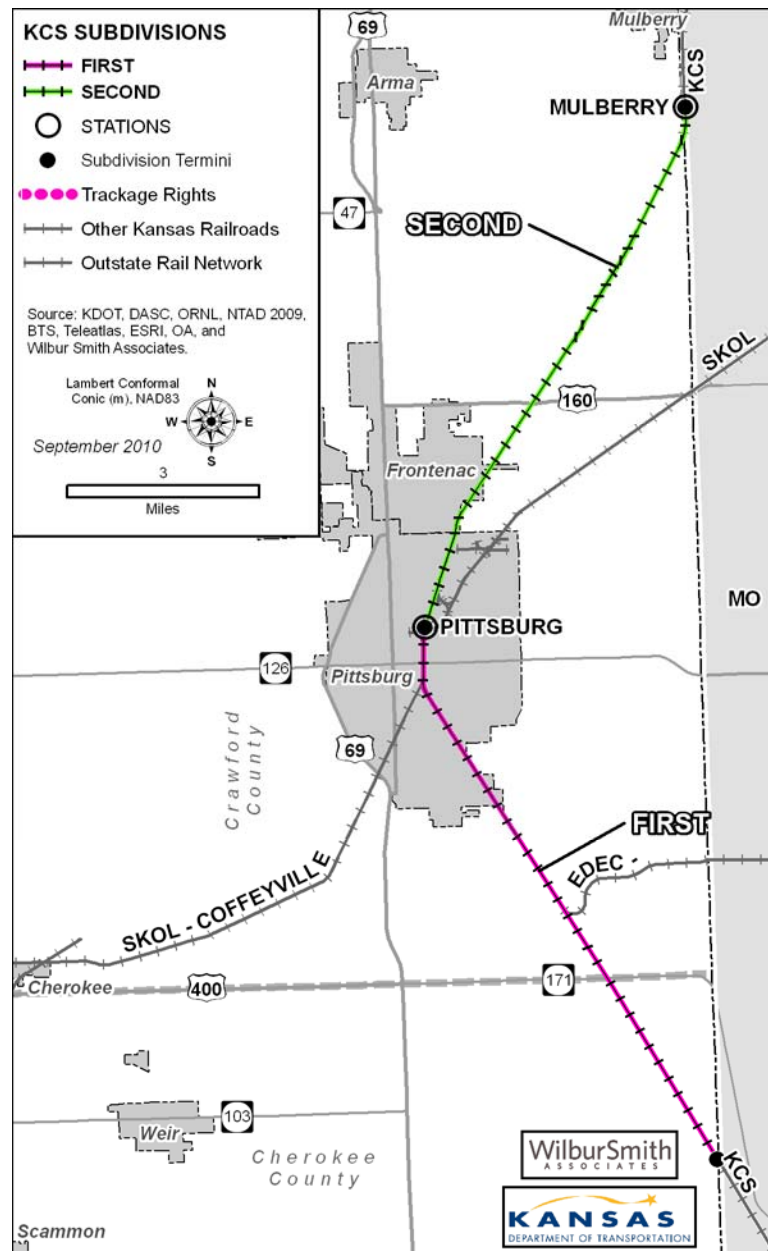 KCS SUBDIVISIONS
FIRST
SECOND
STATIONS
Subdivision Termini
Trackage Rights
Other Kansas Railroads
Outstate Rail Network
Source: KDOT, DASC, ORNL, NTAD 2009,
BTS, Teleatlas, ESRI, OA, and
Wilbur Smith Associates.
Lambert Conformal
Conic (m), NAD83
N
W
E
S
September 2010
3
Miles
69
Mulberry
Arma
KCS
MULBERRY
47
SECOND
SKOL
160
Frontenac
MO
PITTSBURG
126
Pittsburg
69
Crawford
County
FIRST
EDEC -
SKOL - COFFEYVILLE
171
400
Cherokee
103
Weir
Cherokee
County
WilburSmith
ASSOCIATES
KCS
KANSAS
DEPARTMENT OF TRANSPORTATION
Scammon